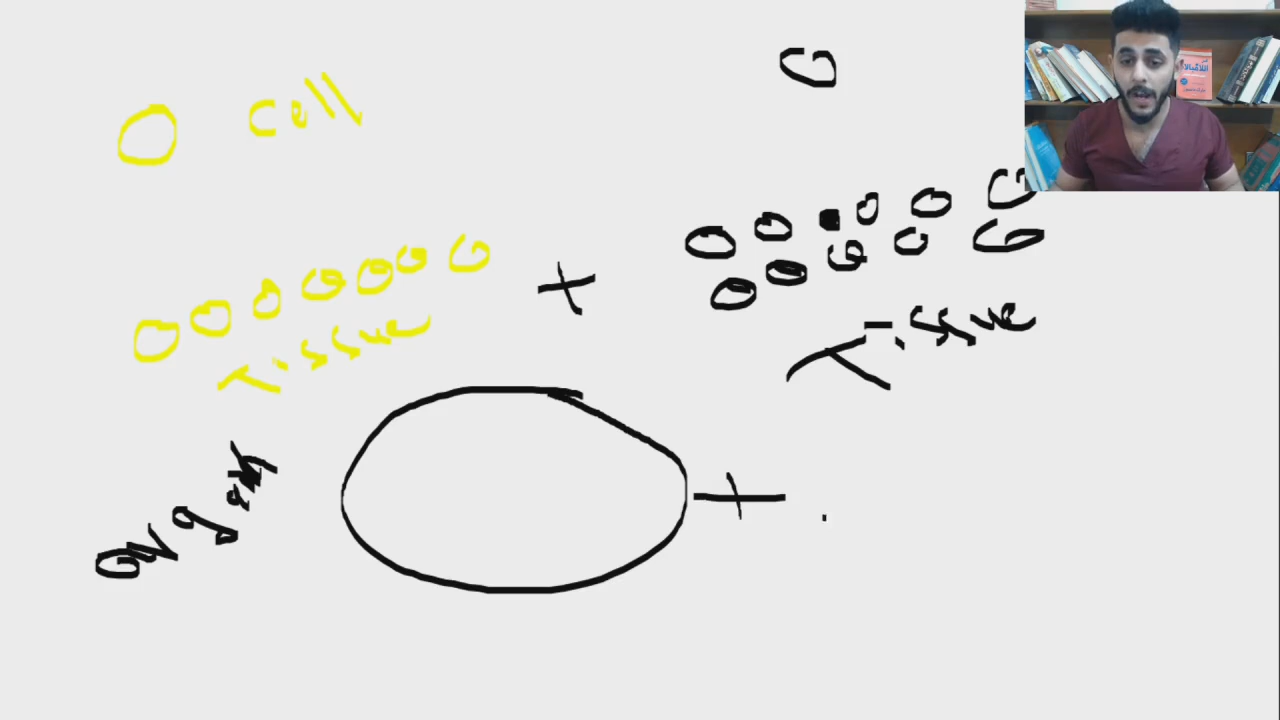 cell
Tissue
+
Tissue
organ
+